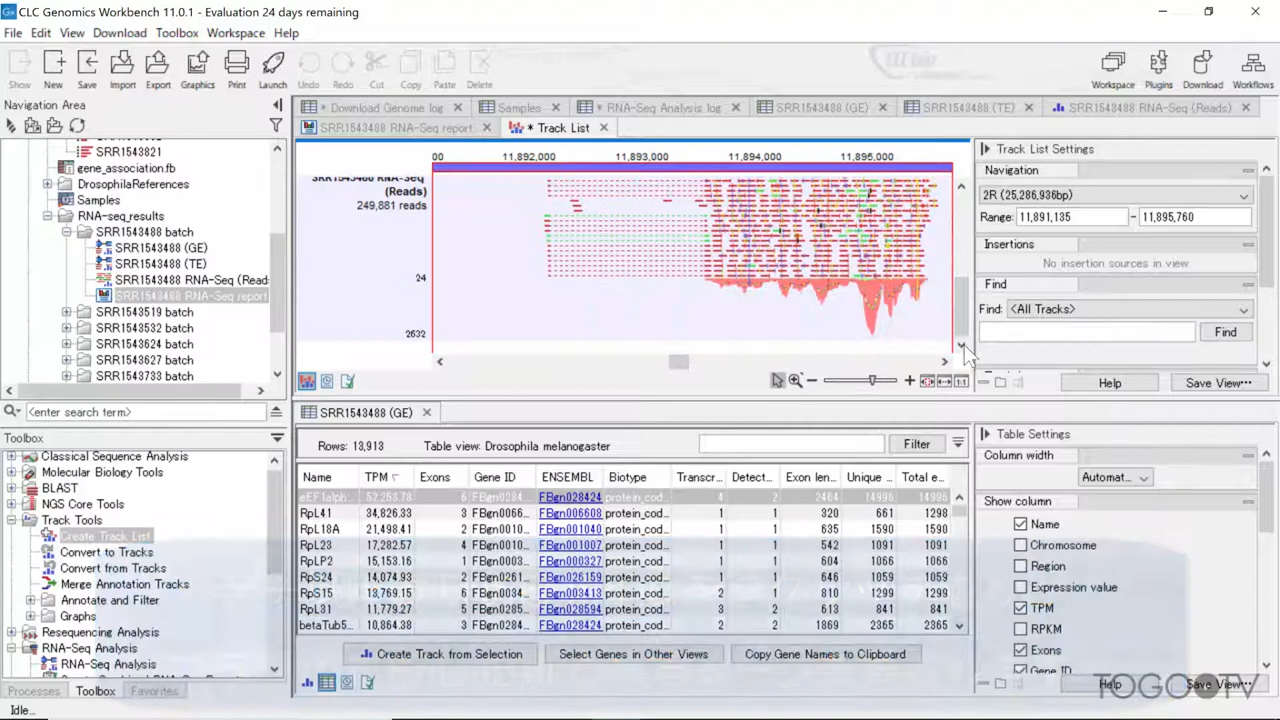 CLC Genomics Workbench 11.0.1 - Evaluation 24 days remaining
File Edit View Download Toolbox Workspace Help
Show New Save Import Export Graphics Print Launch Undo Redo Cut Copy Paste Delete Workspace Plugins Download Workflows
Navigation Area
* Download Genome log Samples * RNA-Seq Analysis log SRR1543488 (GE) SRR1543488 (TE) SRR1543488 RNA-Seq (Reads)
SRR1543488 RNA-Seq report * Track List
SRR1543821
gene_association.fb
DrosophilaReferences
Samples
RNA-seq_results
SRR1543488 batch
SRR1543488 (GE)
SRR1543488 (TE)
SRR1543488 RNA-Seq (Read
SRR1543488 RNA-Seq report
SRR1543519 batch
SRR1543532 batch
SRR1543624 batch
SRR1543627 batch
SRR1543733 batch
<enter search term>
00 11,892,000 11,893,000 11,894,000 11,895,000
SRR1543488 RNA-Seq
(Reads)
249,881 reads
24
2632
Track List Settings
Navigation
2R (25,286,936bp)
Range: 11,891,135 - 11,895,760
Insertions
No insertion sources in view
Find
Find: <All Tracks>
Find
Help Save View...
Toolbox
Classical Sequence Analysis
Molecular Biology Tools
BLAST
NGS Core Tools
Track Tools
Create Track List
Convert to Tracks
Convert from Tracks
Merge Annotation Tracks
Annotate and Filter
Graphs
Resequencing Analysis
RNA-Seq Analysis
RNA-Seq Analysis
Processes Toolbox Favorites
Idle...
SRR1543488 (GE)
Rows: 13,913 Table view: Drosophila melanogaster Filter
Name TPM Exons Gene ID ENSEMBL Biotype Transcr... Detect... Exon len... Unique ... Total e...
eEF1alph... 52,253.78 6 FBgn0284... FBgn028424 protein_cod... 4 2 2464 14996 14996
RpL41 34,826.33 3 FBgn0066... FBgn006608 protein_cod... 1 1 320 661 1298
RpL18A 21,498.41 2 FBgn0010... FBgn001040 protein_cod... 1 1 635 1590 1590
RpL23 17,282.57 4 FBgn0010... FBgn001007 protein_cod... 1 1 542 1091 1091
RpLP2 15,153.16 1 FBgn0003... FBgn000327 protein_cod... 1 1 604 1066 1066
RpS24 14,074.93 2 FBgn0261... FBgn026159 protein_cod... 1 1 646 1059 1059
RpS15 13,769.15 3 FBgn0034... FBgn003413 protein_cod... 2 1 810 1299 1299
RpL31 11,779.27 5 FBgn0285... FBgn028594 protein_cod... 3 2 613 841 841
betaTub5... 10,864.38 3 FBgn0284... FBgn028424 protein_cod... 2 2 1869 2365 2365
Create Track from Selection Select Genes in Other Views Copy Gene Names to Clipboard
Table Settings
Column width
Automat...
Show column
Name
Chromosome
Region
Expression value
TPM
RPKM
Exons
Gene ID
Help Save View...
TOGO TV